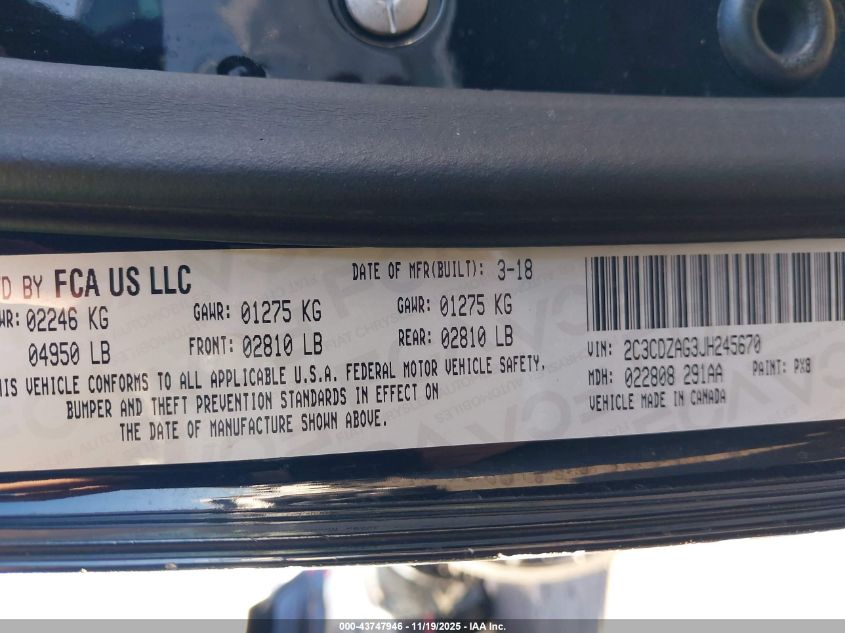 D BY FCA US LLC
DATE OF MFR(BUILT): 3-18
WR: 02246 KG
GAWR: 01275 KG
GAWR: 01275 KG
04950 LB
FRONT: 02810 LB
REAR: 02810 LB
HIS VEHICLE CONFORMS TO ALL APPLICABLE U.S.A. FEDERAL MOTOR VEHICLE SAFETY,
BUMPER AND THEFT PREVENTION STANDARDS IN EFFECT ON
THE DATE OF MANUFACTURE SHOWN ABOVE.
VIN: 2C3CDZAG3JH245670
MDH: 022808 291AA
PAINT: PX8
VEHICLE MADE IN CANADA
000-43747946 - 11/19/2025 - IAA Inc.